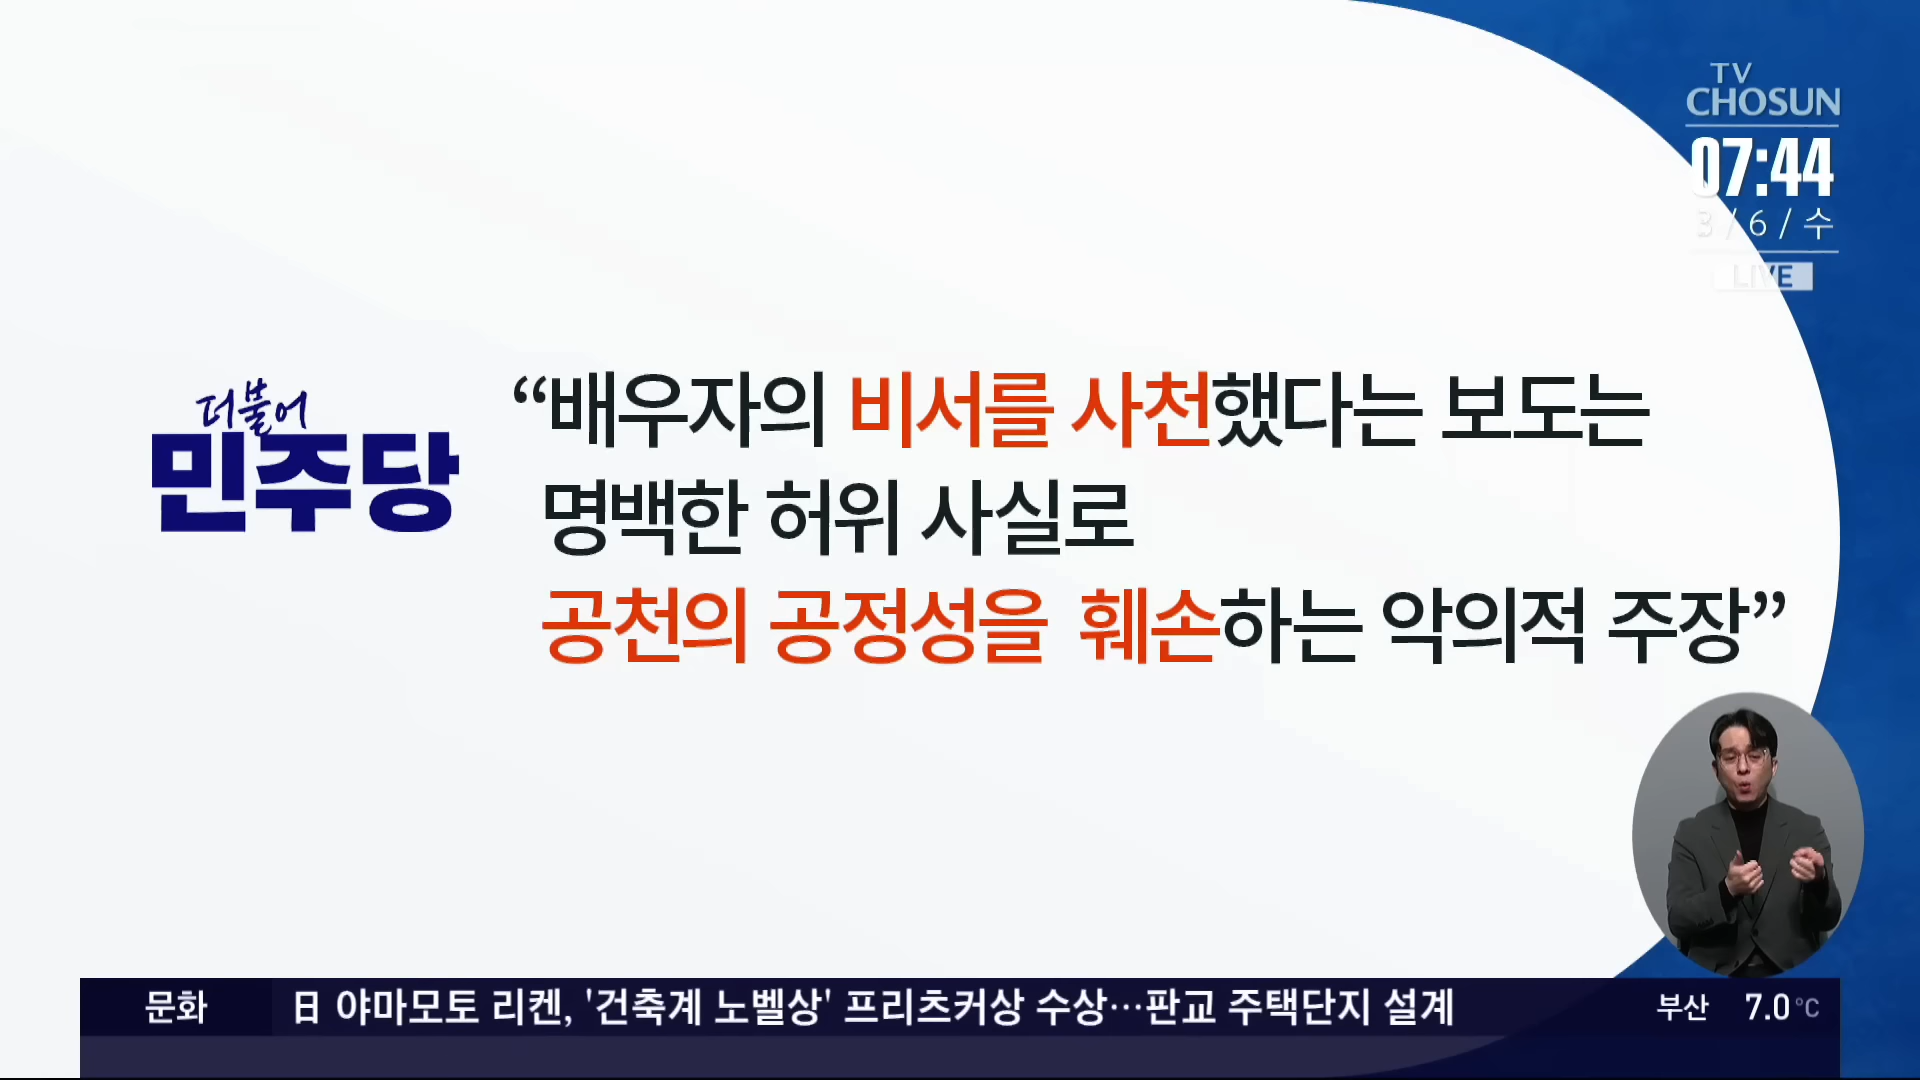 TV
CHOSUN
07:44
3 / 6 / 수
LIVE
더불어
민주당
“배우자의 비서를 사천했다는 보도는
명백한 허위 사실로
공천의 공정성을 훼손하는 악의적 주장”
문화 日 야마모토 리켄, '건축계 노벨상' 프리츠커상 수상…판교 주택단지 설계 부산 7.0℃